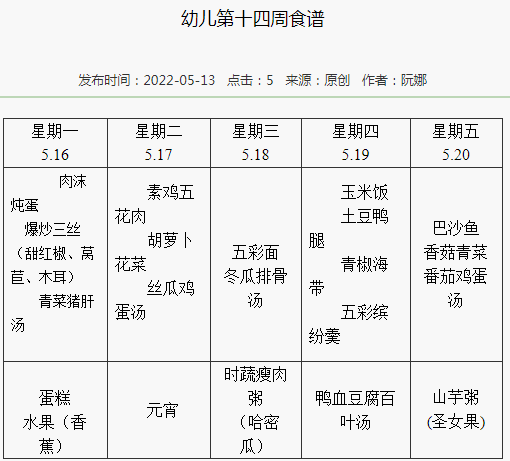 幼儿第十四周食谱
发布时间：2022-05-13 点击：5 来源：原创 作者：阮娜
星期一
5.16
星期二
5.17
星期三
5.18
星期四
5.19
星期五
5.20
肉沫
炖蛋
爆炒三丝
（甜红椒、莴
苣、木耳）
青菜猪肝
汤
素鸡五
花肉
胡萝卜
花菜
丝瓜鸡
蛋汤
五彩面
冬瓜排骨
汤
玉米饭
土豆鸭
腿
青椒海
带
五彩缤
纷羹
巴沙鱼
香菇青菜
番茄鸡蛋
汤
蛋糕
水果（香
蕉）
元宵
时蔬瘦肉
粥
（哈密
瓜）
鸭血豆腐百
叶汤
山芋粥
(圣女果)